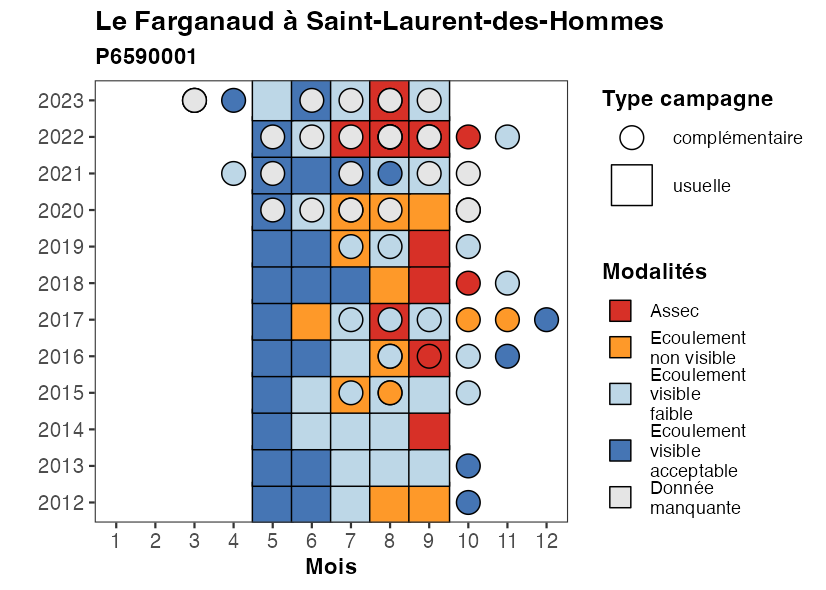 Le Farganaud à Saint-Laurent-des-Hommes
P6590001
2023
2022
2021
2020
2019
2018
2017
2016
2015
2014
2013
2012
1 2 3 4 5 6 7 8 9 10 11 12
Mois
Type campagne
complémentaire
usuelle
Modalités
Assec
Ecoulement
non visible
Ecoulement
visible
faible
Ecoulement
visible
acceptable
Donnée
manquante